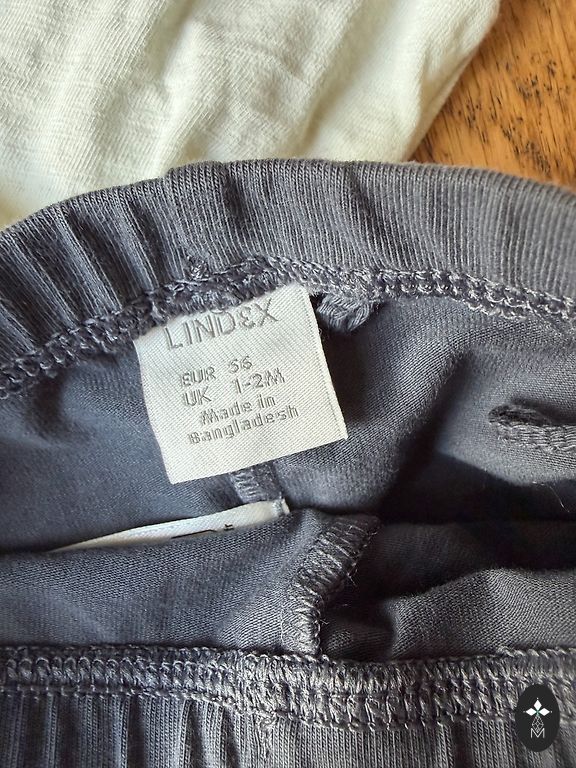 LINDEX
EUR 56
UK 1-2M
Made in
Bangladesh